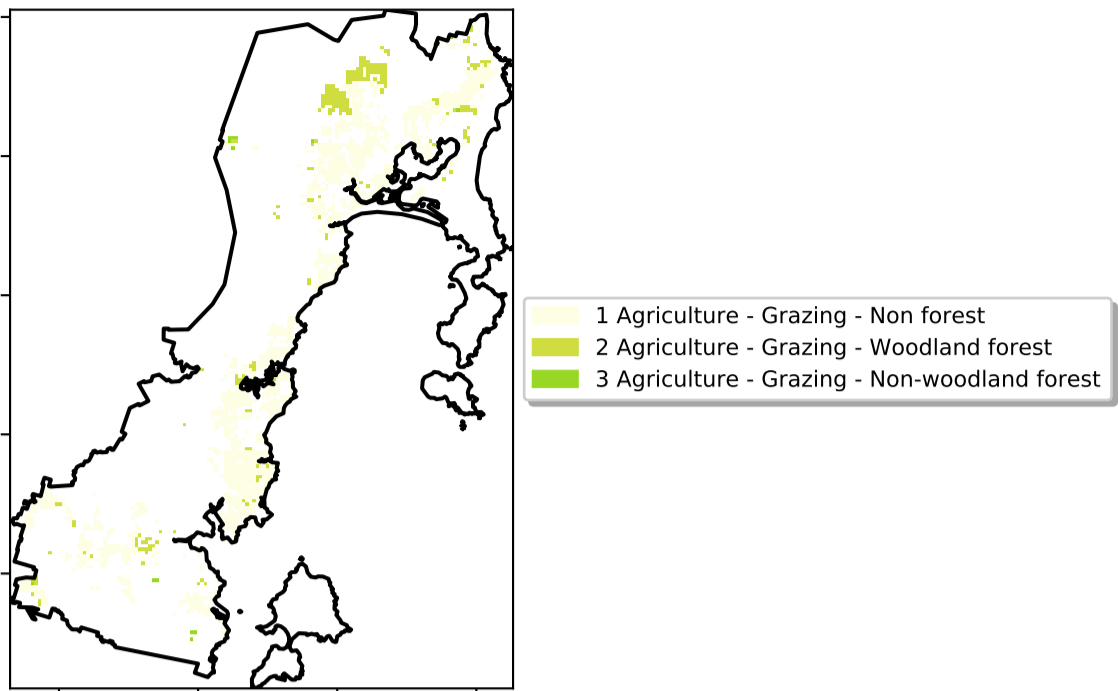 1 Agriculture - Grazing - Non forest
2 Agriculture - Grazing - Woodland forest
3 Agriculture - Grazing - Non-woodland forest